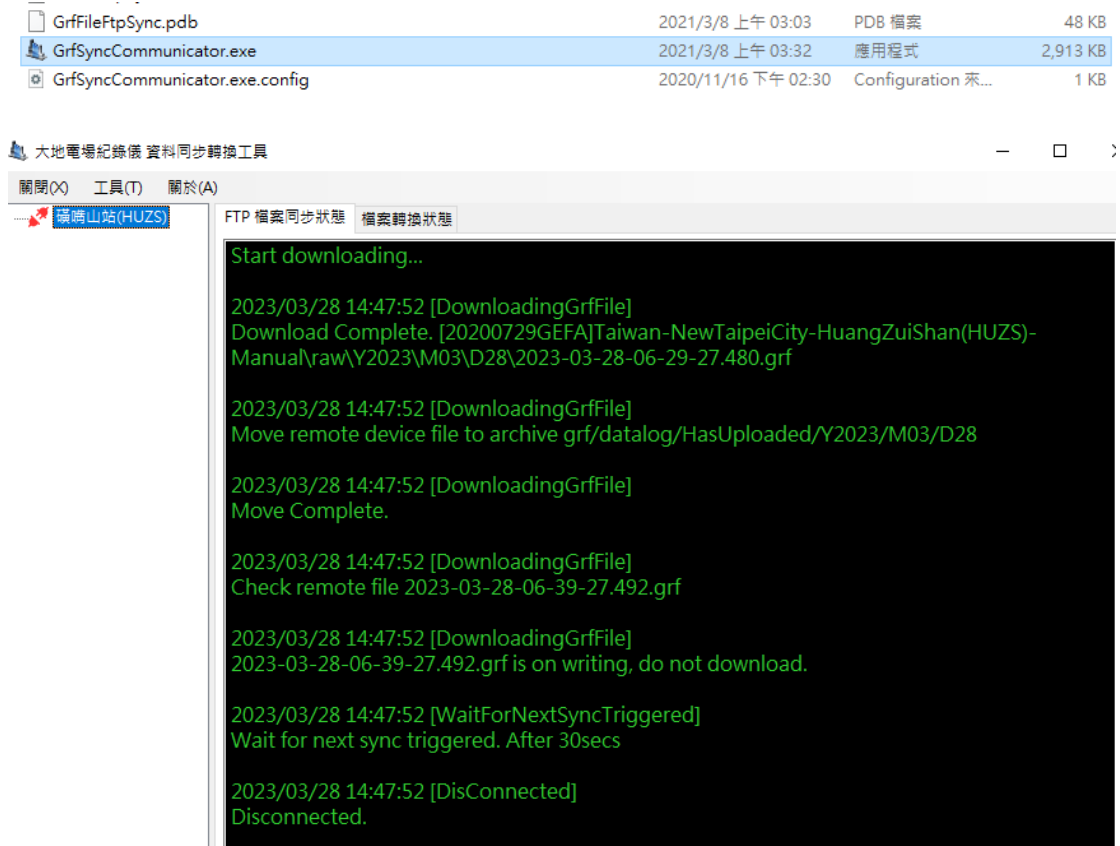 GrfFileFtpSync.pdb 2021/3/8 上午 03:03 PDB 檔案 48 KB
GrfSyncCommunicator.exe 2021/3/8 上午 03:32 應用程式 2,913 KB
GrfSyncCommunicator.exe.config 2020/11/16 下午 02:30 Configuration 來... 1 KB
大地電場紀錄儀 資料同步轉換工具
關閉(X) 工具(T) 關於(A)
磺嘴山站(HUZS)
FTP 檔案同步狀態 檔案轉換狀態
Start downloading...
2023/03/28 14:47:52 [DownloadingGrfFile]
Download Complete. [20200729GEFA]Taiwan-NewTaipeiCity-HuangZuiShan(HUZS)-
Manual\raw\Y2023\M03\D28\2023-03-28-06-29-27.480.grf
2023/03/28 14:47:52 [DownloadingGrfFile]
Move remote device file to archive grf/datalog/HasUploaded/Y2023/M03/D28
2023/03/28 14:47:52 [DownloadingGrfFile]
Move Complete.
2023/03/28 14:47:52 [DownloadingGrfFile]
Check remote file 2023-03-28-06-39-27.492.grf
2023/03/28 14:47:52 [DownloadingGrfFile]
2023-03-28-06-39-27.492.grf is on writing, do not download.
2023/03/28 14:47:52 [WaitForNextSyncTriggered]
Wait for next sync triggered. After 30secs
2023/03/28 14:47:52 [DisConnected]
Disconnected.